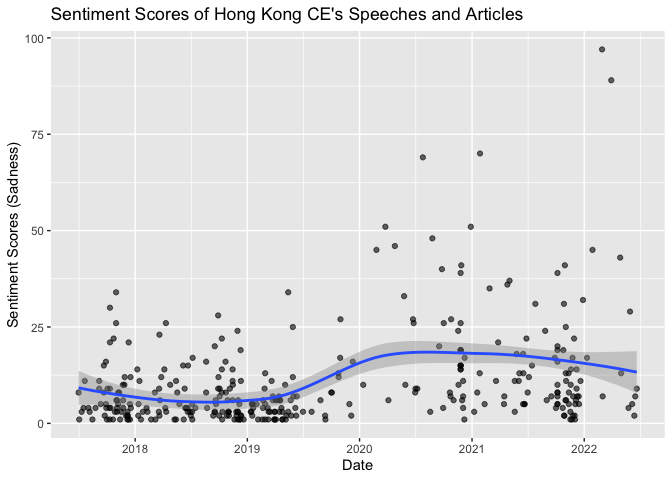 Sentiment Scores of Hong Kong CE's Speeches and Articles
Sentiment Scores (Sadness)
100
75
50
25
0
2018 2019 2020 2021 2022
Date